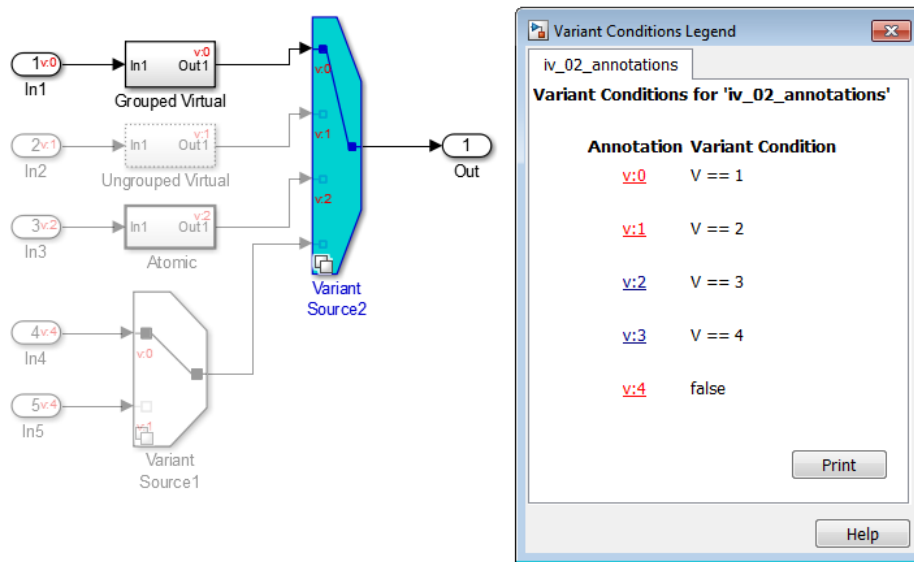 1 v:0
In1
In1
v:0
Out1
Grouped Virtual
2 v:1
In2
In1
v:1
Out1
Ungrouped Virtual
3 v:2
In3
In1
v:2
Out1
Atomic
4 v:4
In4
5 v:4
In5
v:0
v:1
Variant
Source1
v:0
v:1
v:2
Variant
Source2
1
Out
Variant Conditions Legend
iv_02_annotations
Variant Conditions for 'iv_02_annotations'
Annotation Variant Condition
v:0 V == 1
v:1 V == 2
v:2 V == 3
v:3 V == 4
v:4 false
Print
Help